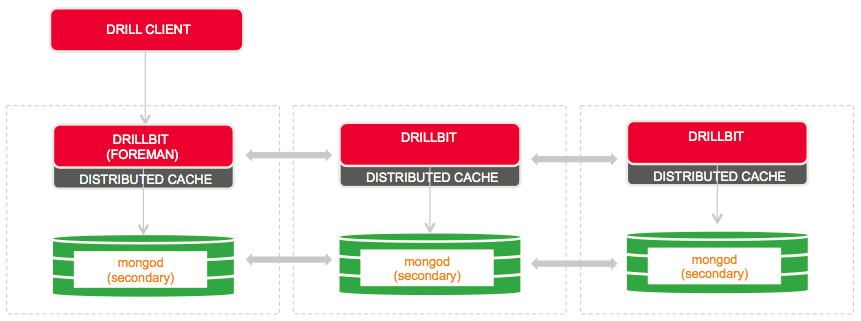 DRILL CLIENT
DRILLBIT
(FOREMAN)
DISTRIBUTED CACHE
mongod
(secondary)
DRILLBIT
DISTRIBUTED CACHE
mongod
(secondary)
DRILLBIT
DISTRIBUTED CACHE
mongod
(secondary)